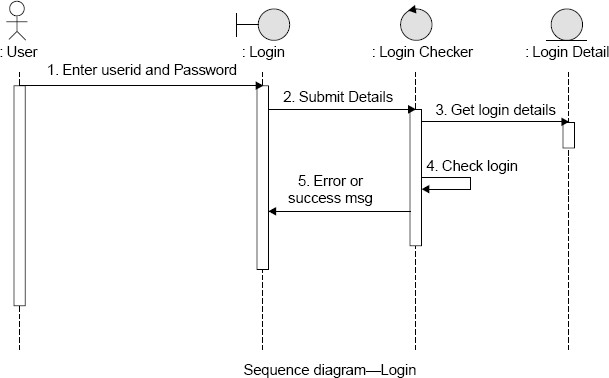 : User
: Login
: Login Checker
: Login Detail
1. Enter userid and Password
2. Submit Details
3. Get login details
4. Check login
5. Error or
success msg
Sequence diagram—Login